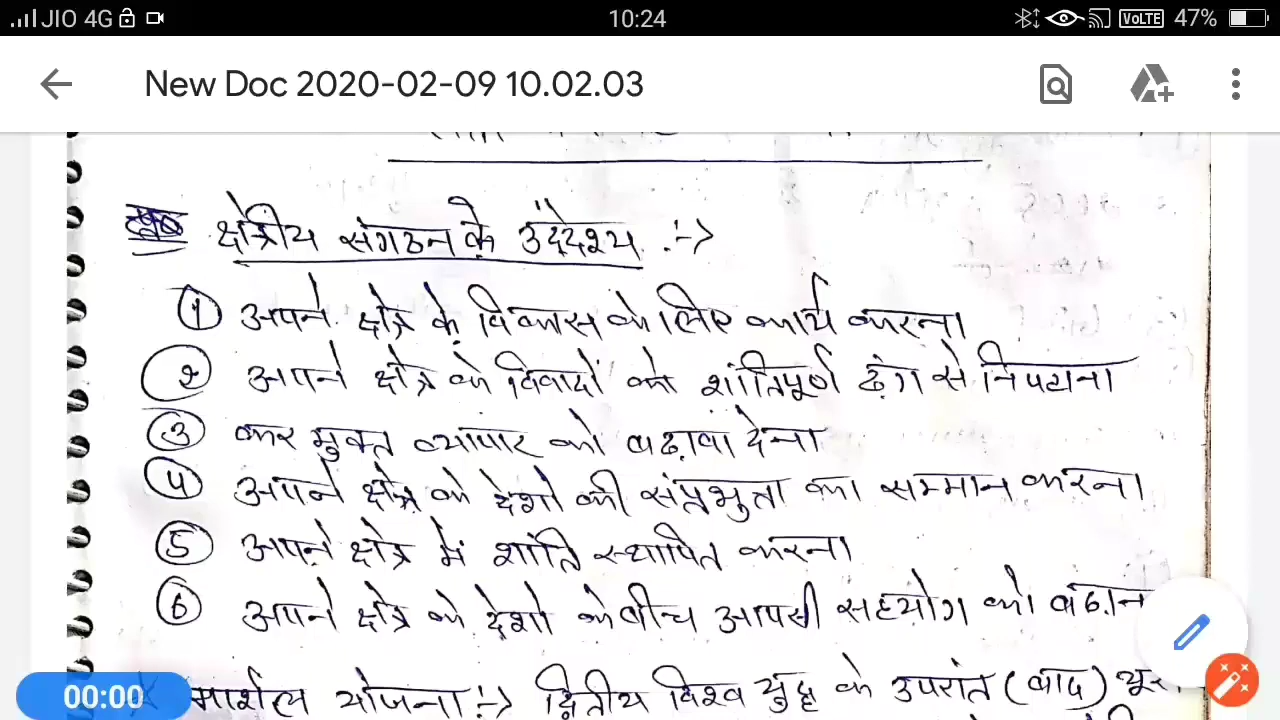 JIO 4G 10:24 VoLTE 47%
New Doc 2020-02-09 10.02.03
क्षेत्रीय संगठन के उद्देश्य :->
① अपने क्षेत्र के विकास के लिए कार्य करना
② अपने क्षेत्र के विवादों को शांतिपूर्ण ढंग से निपटाना
③ कर मुक्त व्यापार को बढ़ावा देना
④ अपने क्षेत्र के देशो की संप्रभुता का सम्मान करना।
⑤ अपने क्षेत्र में शांति स्थापित करना।
⑥ अपने क्षेत्र के देशो के बीच आपसी सहयोग को
मार्शल योजना :-> द्वितीय विश्व युद्ध के उपरांत (बाद)
00:00